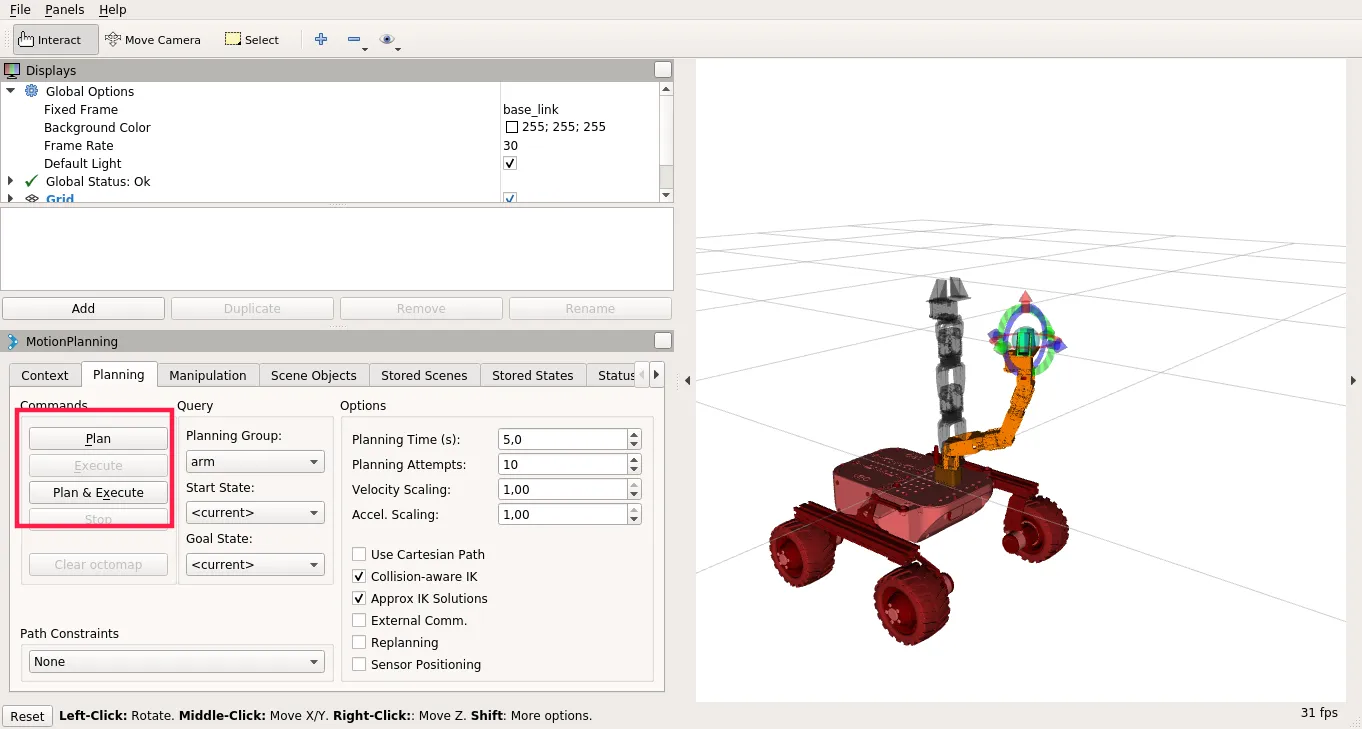 File Panels Help
Interact Move Camera Select
Displays
Global Options
Fixed Frame base_link
Background Color 255; 255; 255
Frame Rate 30
Default Light
Global Status: Ok
Grid
Add Duplicate Remove Rename
MotionPlanning
Context Planning Manipulation Scene Objects Stored Scenes Stored States Status
Commands Query Options
Plan
Execute
Plan & Execute
Stop
Clear octomap
Planning Group:
arm
Start State:
<current>
Goal State:
<current>
Planning Time (s): 5,0
Planning Attempts: 10
Velocity Scaling: 1,00
Accel. Scaling: 1,00
Use Cartesian Path
Collision-aware IK
Approx IK Solutions
External Comm.
Replanning
Sensor Positioning
Path Constraints
None
Reset Left-Click: Rotate. Middle-Click: Move X/Y. Right-Click:: Move Z. Shift: More options. 31 fps